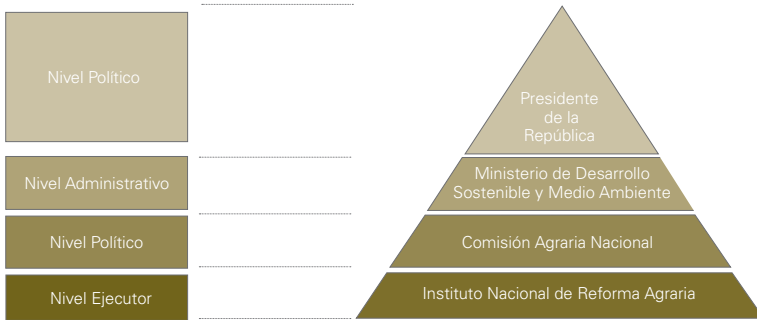 Nivel Político
Presidente
de la
República
Nivel Administrativo
Ministerio de Desarrollo
Sostenible y Medio Ambiente
Nivel Político
Comisión Agraria Nacional
Nivel Ejecutor
Instituto Nacional de Reforma Agraria